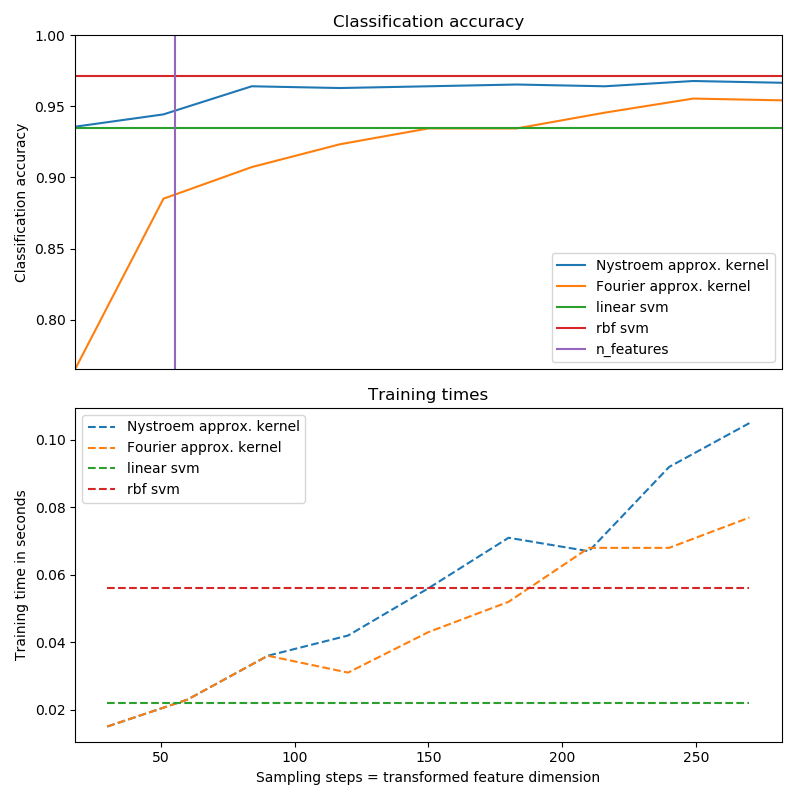 Classification accuracy
1.00
0.95
0.90
0.85
0.80
Classification accuracy
Nystroem approx. kernel
Fourier approx. kernel
linear svm
rbf svm
n_features
Training times
0.10
0.08
0.06
0.04
0.02
Training time in seconds
Nystroem approx. kernel
Fourier approx. kernel
linear svm
rbf svm
50
100
150
200
250
Sampling steps = transformed feature dimension